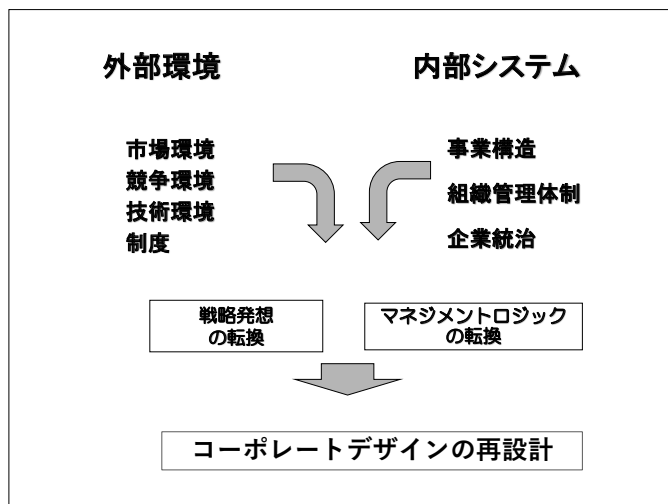 外部環境
内部システム
市場環境
競争環境
技術環境
制度
事業構造
組織管理体制
企業統治
戦略発想
の転換
マネジメントロジック
の転換
コーポレートデザインの再設計